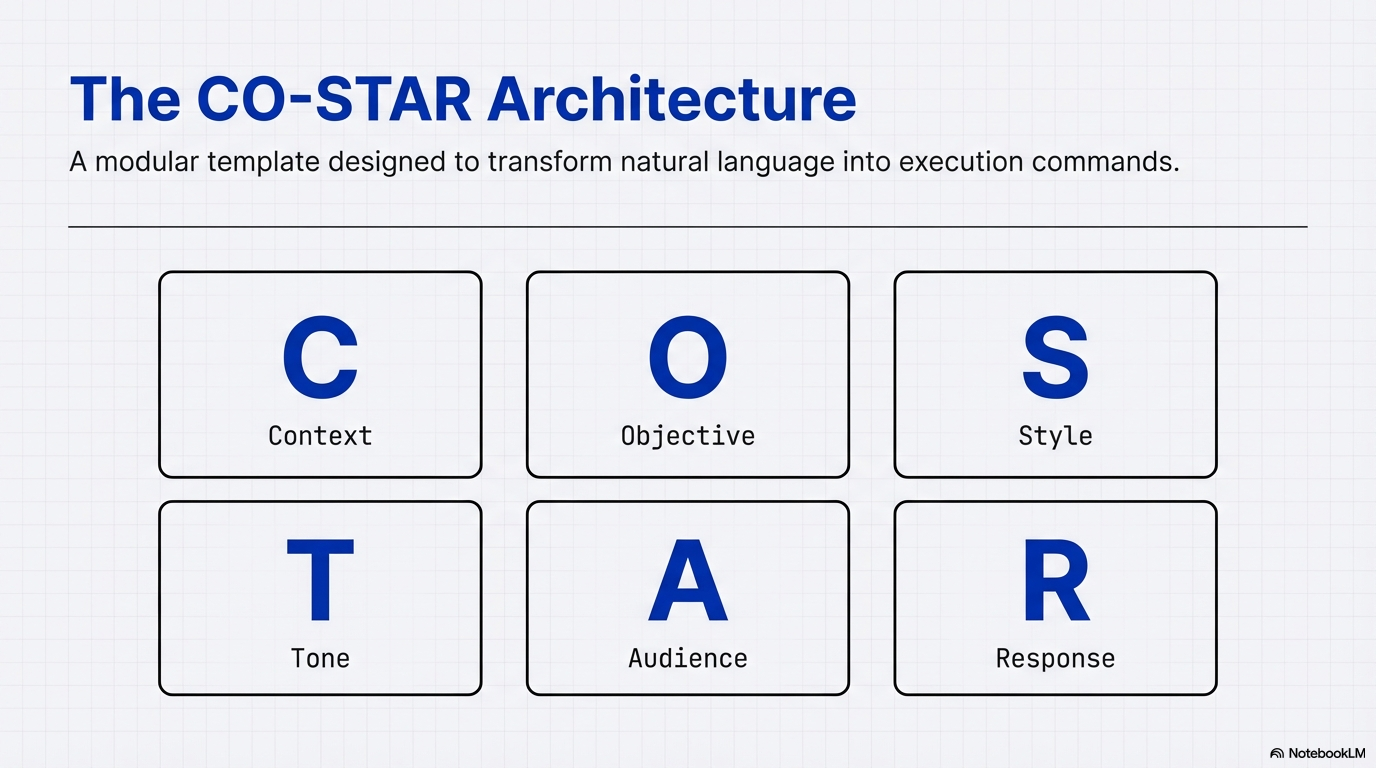 The CO-STAR Architecture
A modular template designed to transform natural language into execution commands.
C
Context
O
Objective
S
Style
T
Tone
A
Audience
R
Response
NotebookLM